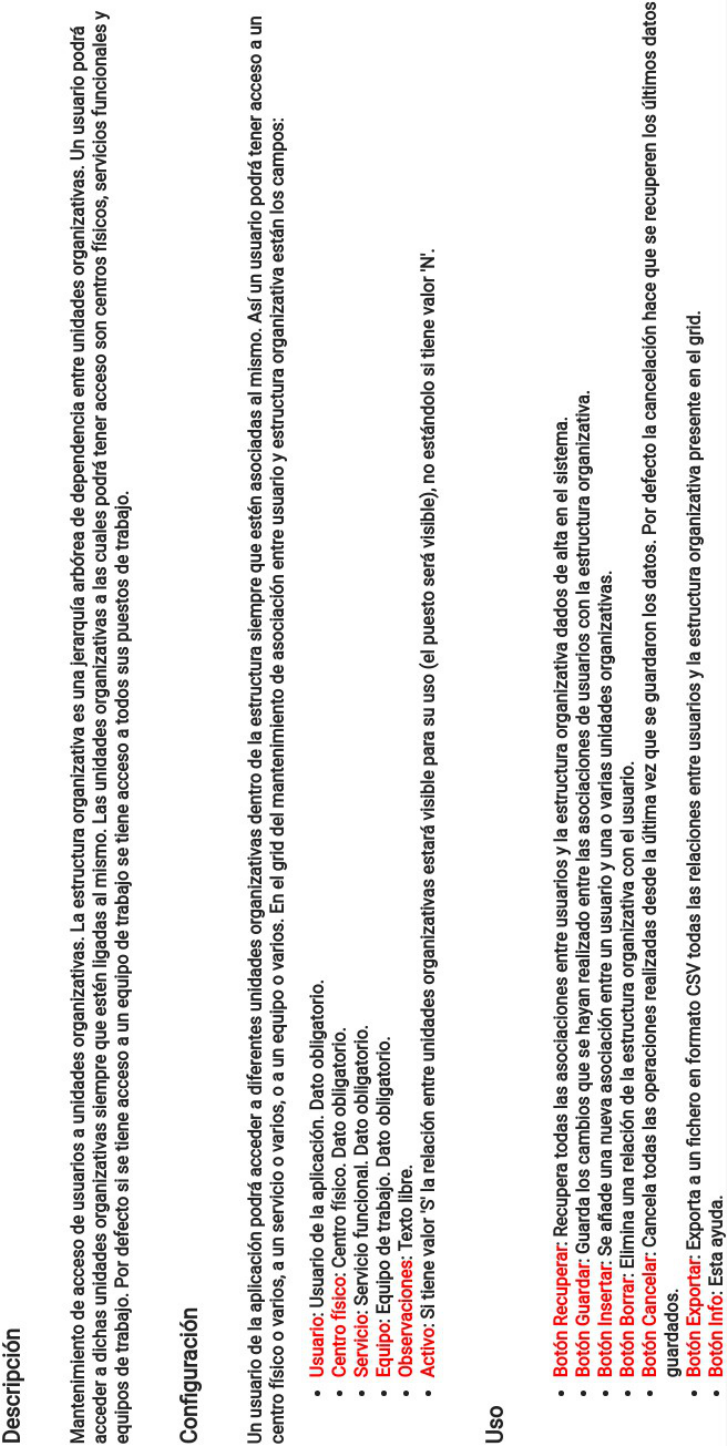 Descripción
Mantenimiento de acceso de usuarios a unidades organizativas. La estructura organizativa es una jerarquía arbórea de dependencia entre unidades organizativas. Un usuario podrá
acceder a dichas unidades organizativas siempre que estén ligadas al mismo. Las unidades organizativas a las cuales podrá tener acceso son centros físicos, servicios funcionales y
equipos de trabajo. Por defecto si se tiene acceso a un equipo de trabajo se tiene acceso a todos sus puestos de trabajo.
Configuración
Un usuario de la aplicación podrá acceder a diferentes unidades organizativas dentro de la estructura siempre que estén asociadas al mismo. Así un usuario podrá tener acceso a un
centro físico o varios, a un servicio o varios, o a un equipo o varios. En el grid del mantenimiento de asociación entre usuario y estructura organizativa están los campos:
• Usuario: Usuario de la aplicación. Dato obligatorio.
• Centro físico: Centro físico. Dato obligatorio.
• Servicio: Servicio funcional. Dato obligatorio.
• Equipo: Equipo de trabajo. Dato obligatorio.
• Observaciones: Texto libre.
• Activo: Si tiene valor 'S' la relación entre unidades organizativas estará visible para su uso (el puesto será visible), no estándolo si tiene valor 'N'.
Uso
• Botón Recuperar: Recupera todas las asociaciones entre usuarios y la estructura organizativa dados de alta en el sistema.
• Botón Guardar: Guarda los cambios que se hayan realizado entre las asociaciones de usuarios con la estructura organizativa.
• Botón Insertar: Se añade una nueva asociación entre un usuario y una o varias unidades organizativas.
• Botón Borrar: Elimina una relación de la estructura organizativa con el usuario.
• Botón Cancelar: Cancela todas las operaciones realizadas desde la última vez que se guardaron los datos. Por defecto la cancelación hace que se recuperen los últimos datos
guardados.
• Botón Exportar: Exporta a un fichero en formato CSV todas las relaciones entre usuarios y la estructura organizativa presente en el grid.
• Botón Info: Esta ayuda.